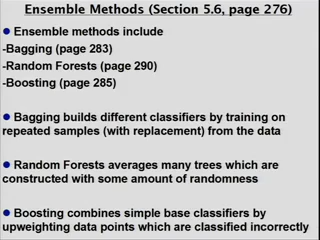 Ensemble Methods (Section 5.6, page 276)
● Ensemble methods include
-Bagging (page 283)
-Random Forests (page 290)
-Boosting (page 285)
● Bagging builds different classifiers by training on
repeated samples (with replacement) from the data
● Random Forests averages many trees which are
constructed with some amount of randomness
● Boosting combines simple base classifiers by
upweighting data points which are classified incorrectly